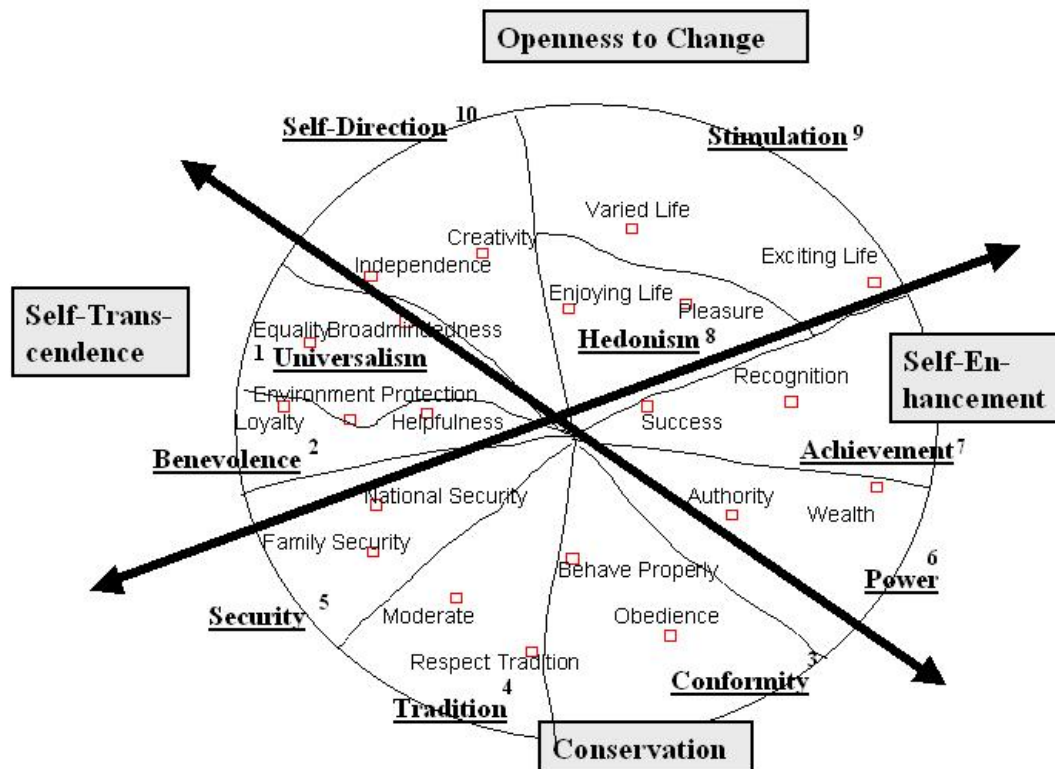 Openness to Change
Self-Direction 10
Stimulation 9
Varied Life
Creativity
Exciting Life
Independence
Enjoying Life
Pleasure
Self-Trans-
cendence
Equality
Broadmindedness
1 Universalism
Hedonism 8
Self-En-
hancement
Recognition
Environment Protection
Loyalty
Helpfulness
Success
Benevolence 2
Achievement 7
National Security
Authority
Wealth
Family Security
Behave Properly
6
Power
Security 5
Moderate
Obedience
Respect Tradition
Conformity 3
Tradition 4
Conservation